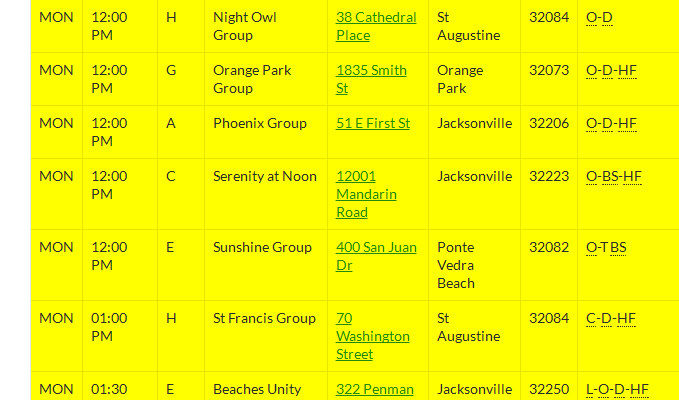 MON 12:00 PM H Night Owl Group 38 Cathedral Place St Augustine 32084 O-D
MON 12:00 PM G Orange Park Group 1835 Smith St Orange Park 32073 O-D-HF
MON 12:00 PM A Phoenix Group 51 E First St Jacksonville 32206 O-D-HF
MON 12:00 PM C Serenity at Noon 12001 Mandarin Road Jacksonville 32223 O-BS-HF
MON 12:00 PM E Sunshine Group 400 San Juan Dr Ponte Vedra Beach 32082 O-TBS
MON 01:00 PM H St Francis Group 70 Washington Street St Augustine 32084 C-D-HF
MON 01:30 E Beaches Unity 322 Penman Jacksonville 32250 L-O-D-HF